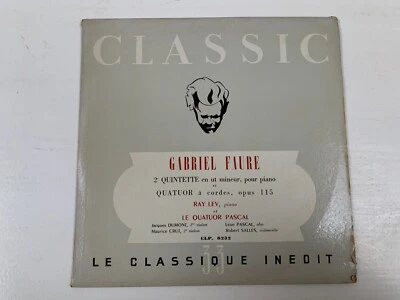 CLASSIC
GABRIEL FAURE
2e QUINTETTE en ut mineur, pour piano
et
QUATUOR à cordes, opus 115
RAY LEV, piano
et
LE QUATUOR PASCAL
Jacques DUMONT, 1er violon Léon PASCAL, alto
Maurice CRUT, 2e violon Robert SALLES, violoncelle
CLP. 6222
33
LE CLASSIQUE INEDIT